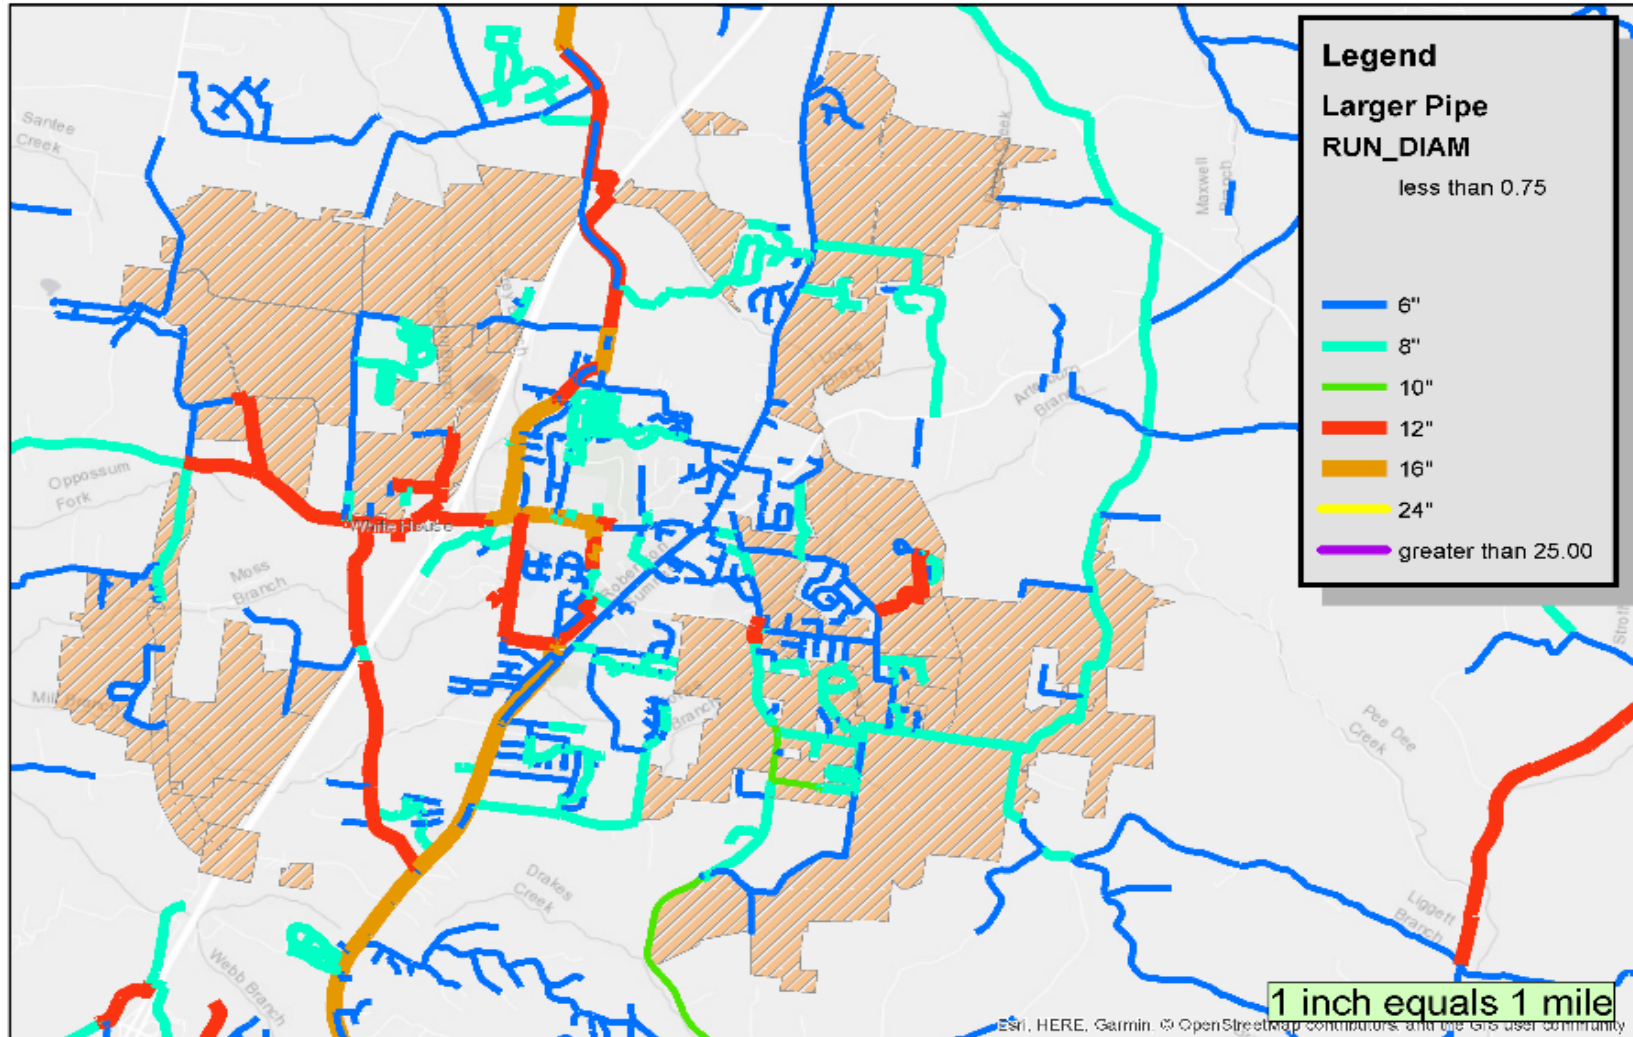 Legend
Larger Pipe
RUN_DIAM
less than 0.75
6"
8"
10"
12"
16"
24"
greater than 25.00
Santee
Creek
Maxwell
Branch
Branch
Oppossum
Fork
White House
Moss
Branch
Branch
Drakes
Creek
Webb Branch
Pee Dee
Creek
Liggett
Branch
1 inch equals 1 mile
Esri, HERE, Garmin, © OpenStreetMap contributors, and the GIS user community